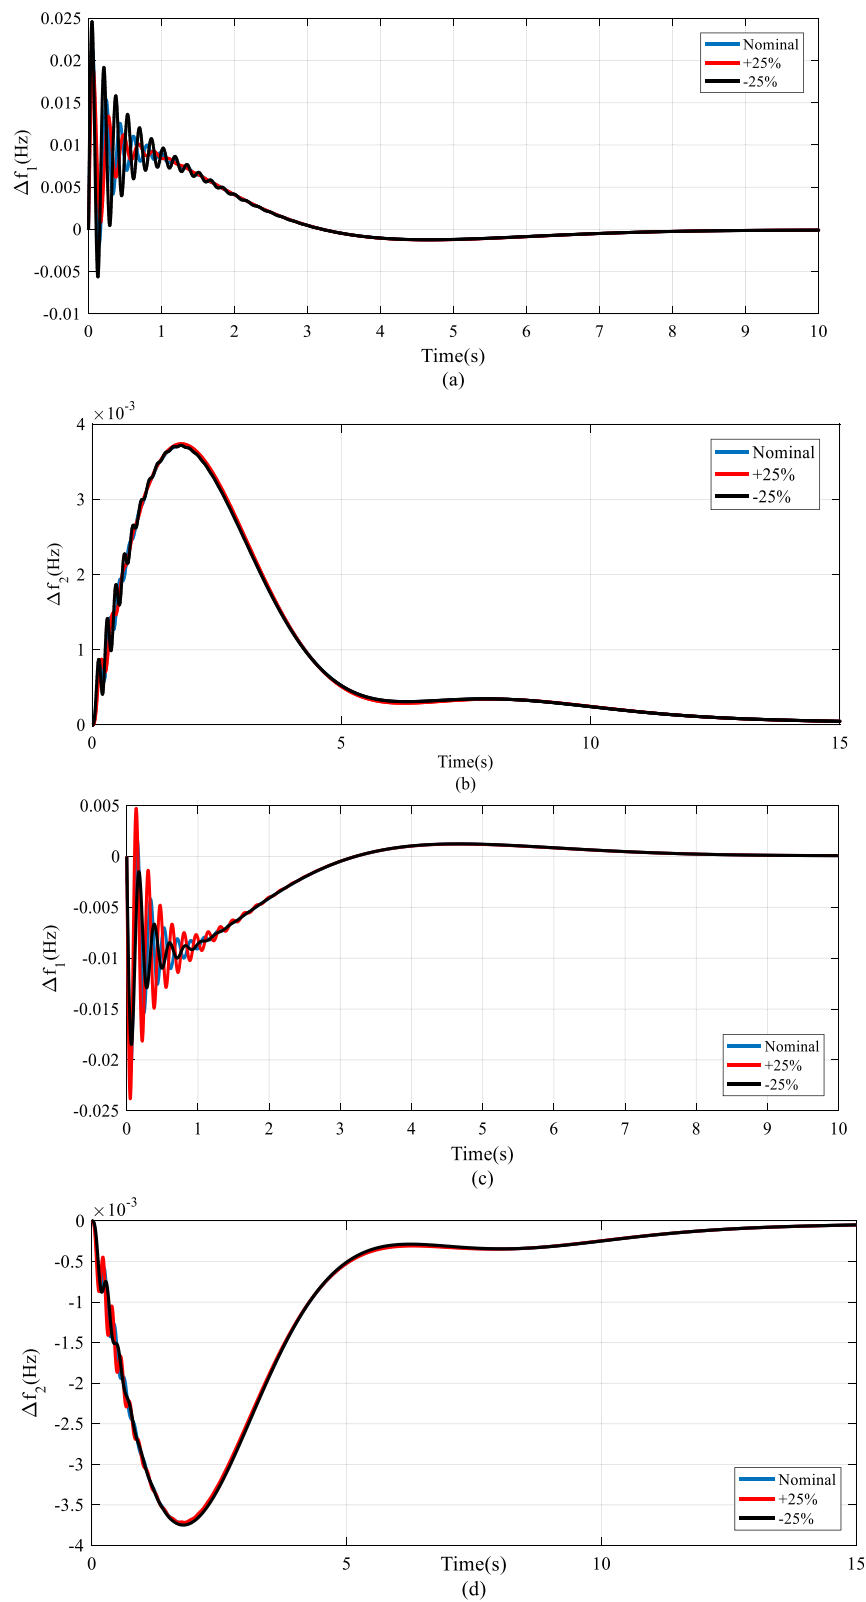 0.025
0.02
0.015
0.01
0.005
0
-0.005
-0.01
Δf1(Hz)
Nominal
+25%
-25%
0 1 2 3 4 5 6 7 8 9 10
Time(s)
(a)
×10-3
4
3
2
1
0
Δf2(Hz)
Nominal
+25%
-25%
0 5 10 15
Time(s)
(b)
0.005
0
-0.005
-0.01
-0.015
-0.02
-0.025
Δf1(Hz)
Nominal
+25%
-25%
0 1 2 3 4 5 6 7 8 9 10
Time(s)
(c)
×10-3
0
-0.5
-1
-1.5
-2
-2.5
-3
-3.5
-4
Δf2(Hz)
Nominal
+25%
-25%
0 5 10 15
Time(s)
(d)